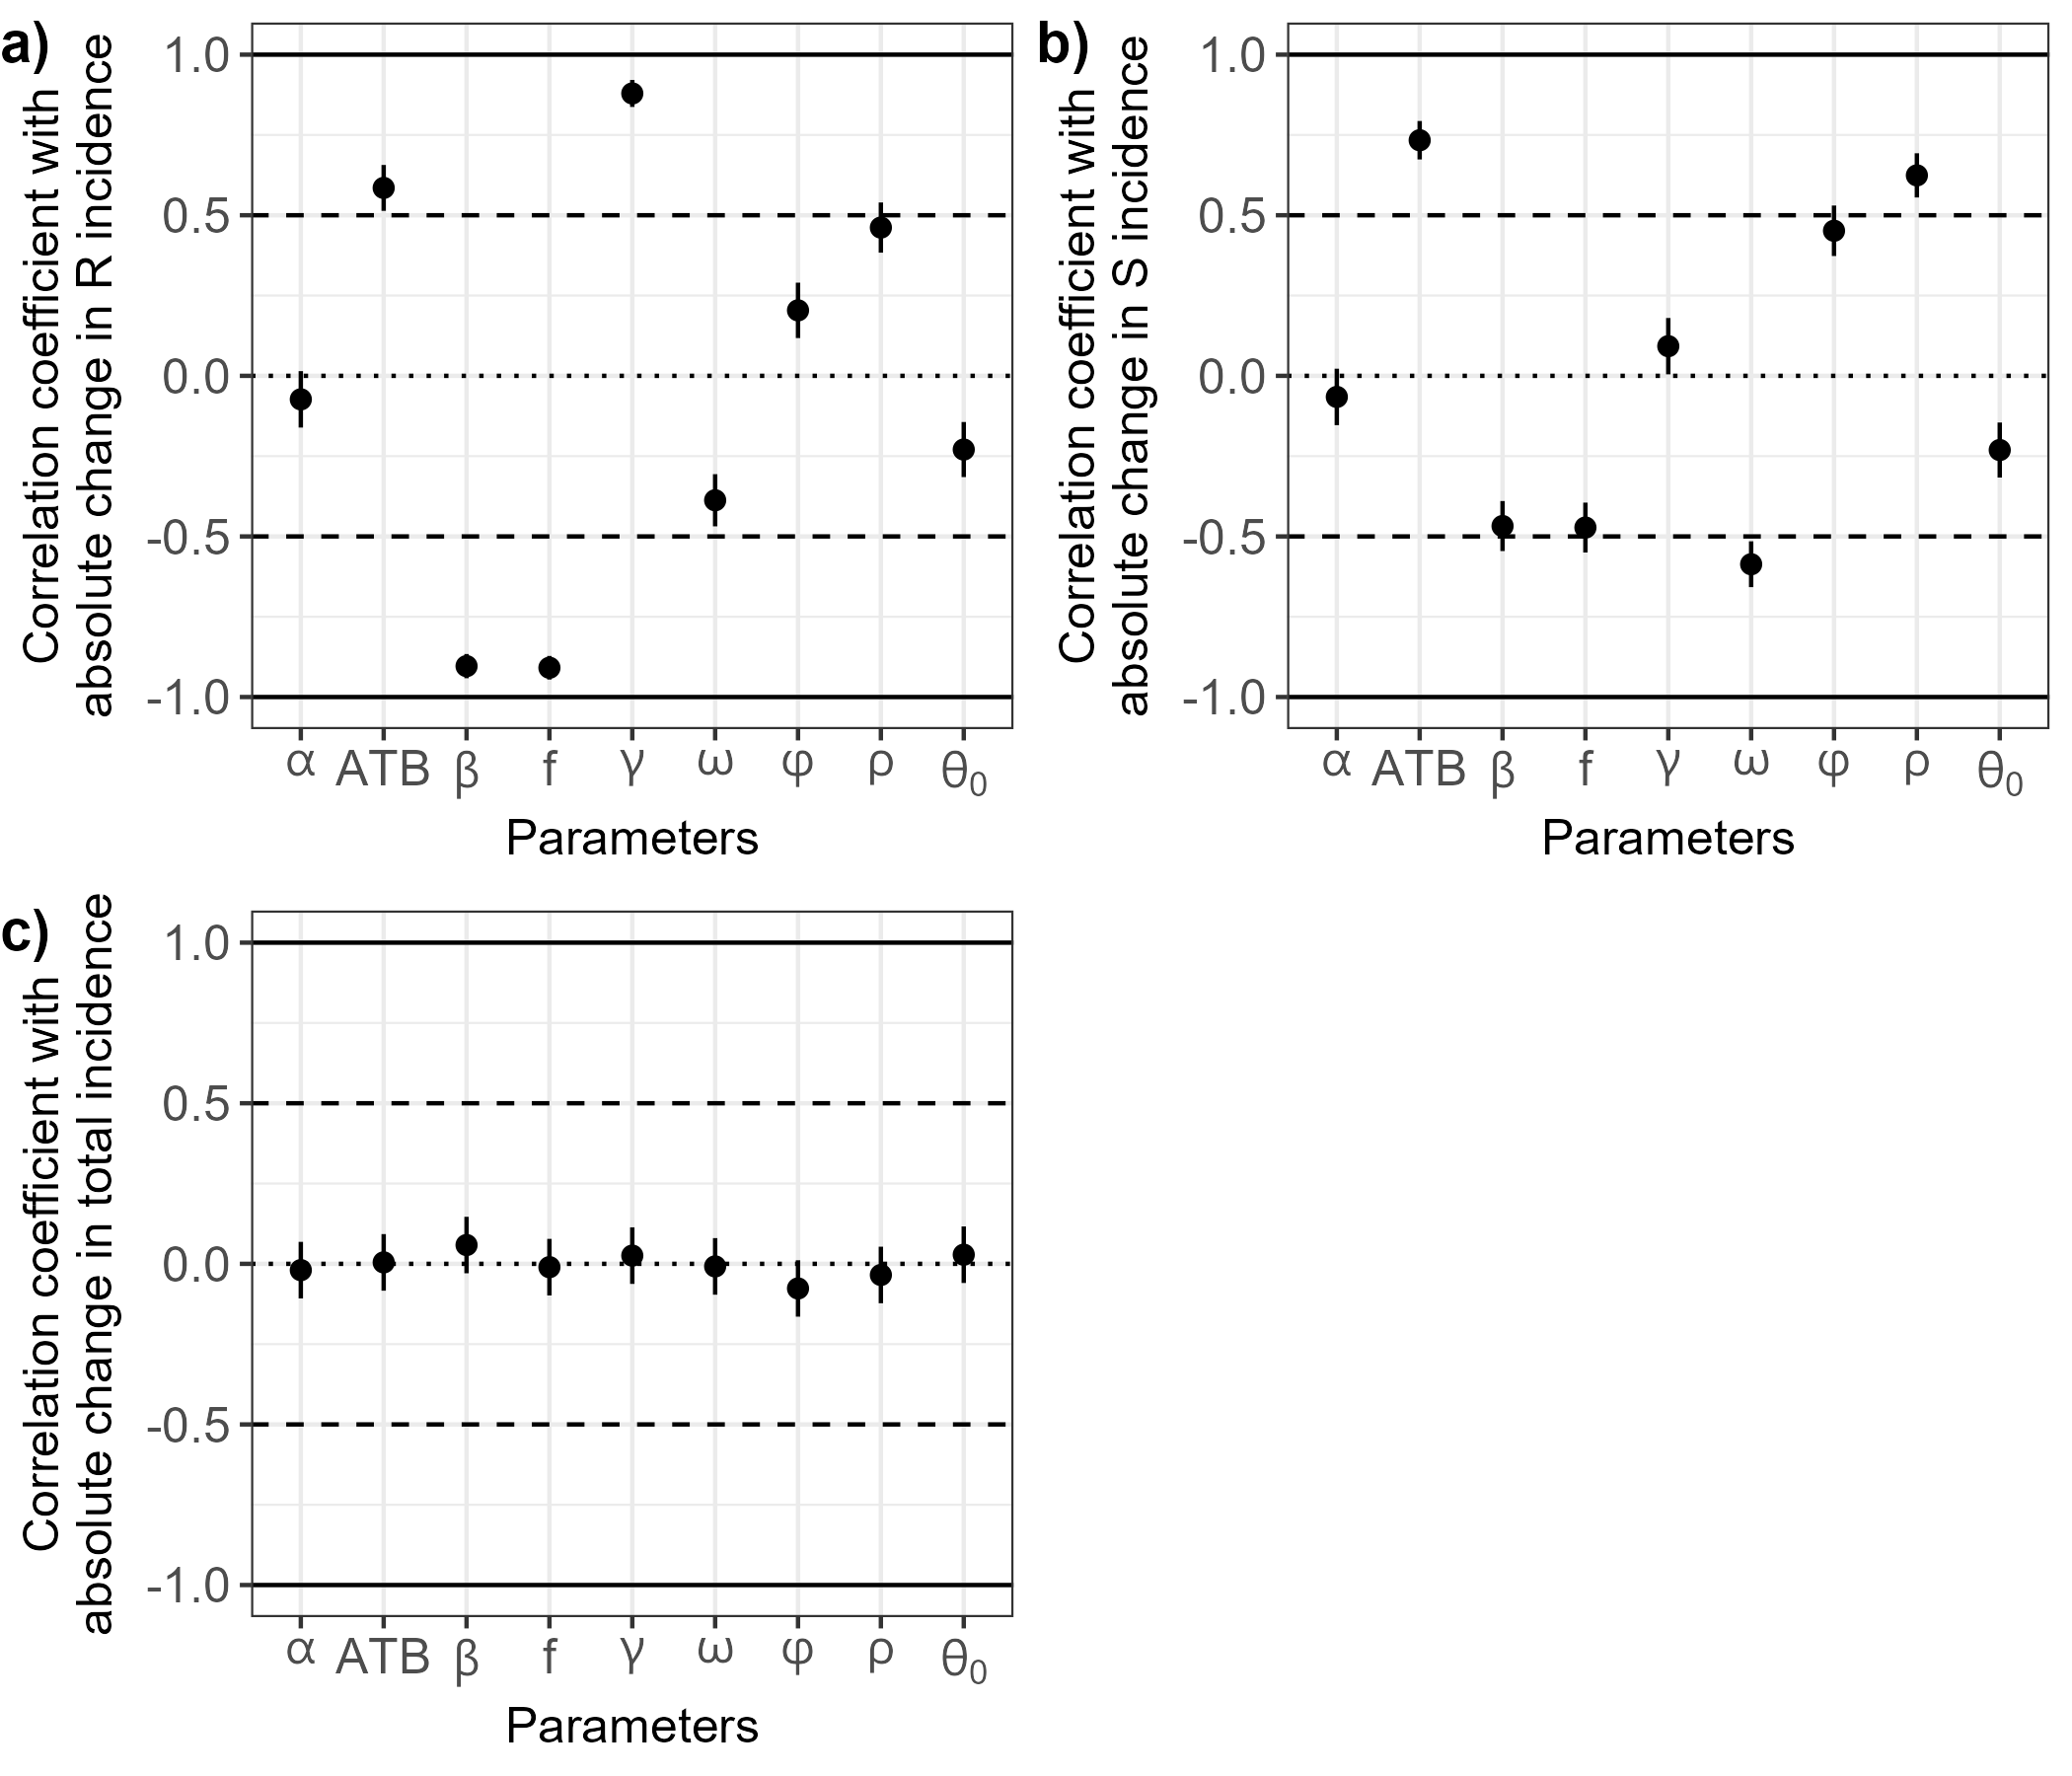 a)
Correlation coefficient with
absolute change in R incidence
1.0
0.5
0.0
-0.5
-1.0
α ATB β f γ ω φ ρ θ0
Parameters
b)
Correlation coefficient with
absolute change in S incidence
1.0
0.5
0.0
-0.5
-1.0
α ATB β f γ ω φ ρ θ0
Parameters
c)
Correlation coefficient with
absolute change in total incidence
1.0
0.5
0.0
-0.5
-1.0
α ATB β f γ ω φ ρ θ0
Parameters